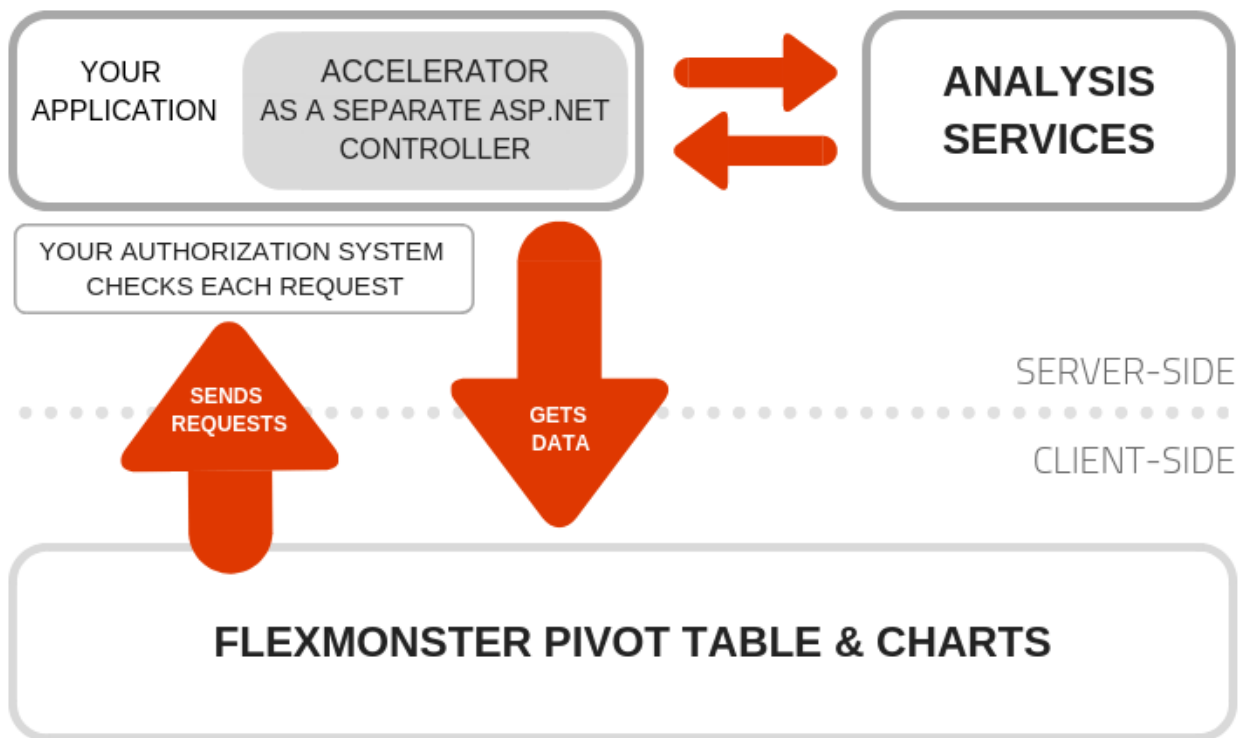 YOUR
APPLICATION
ACCELERATOR
AS A SEPARATE ASP.NET
CONTROLLER
ANALYSIS
SERVICES
YOUR AUTHORIZATION SYSTEM
CHECKS EACH REQUEST
SENDS
REQUESTS
GETS
DATA
SERVER-SIDE
CLIENT-SIDE
FLEXMONSTER PIVOT TABLE & CHARTS